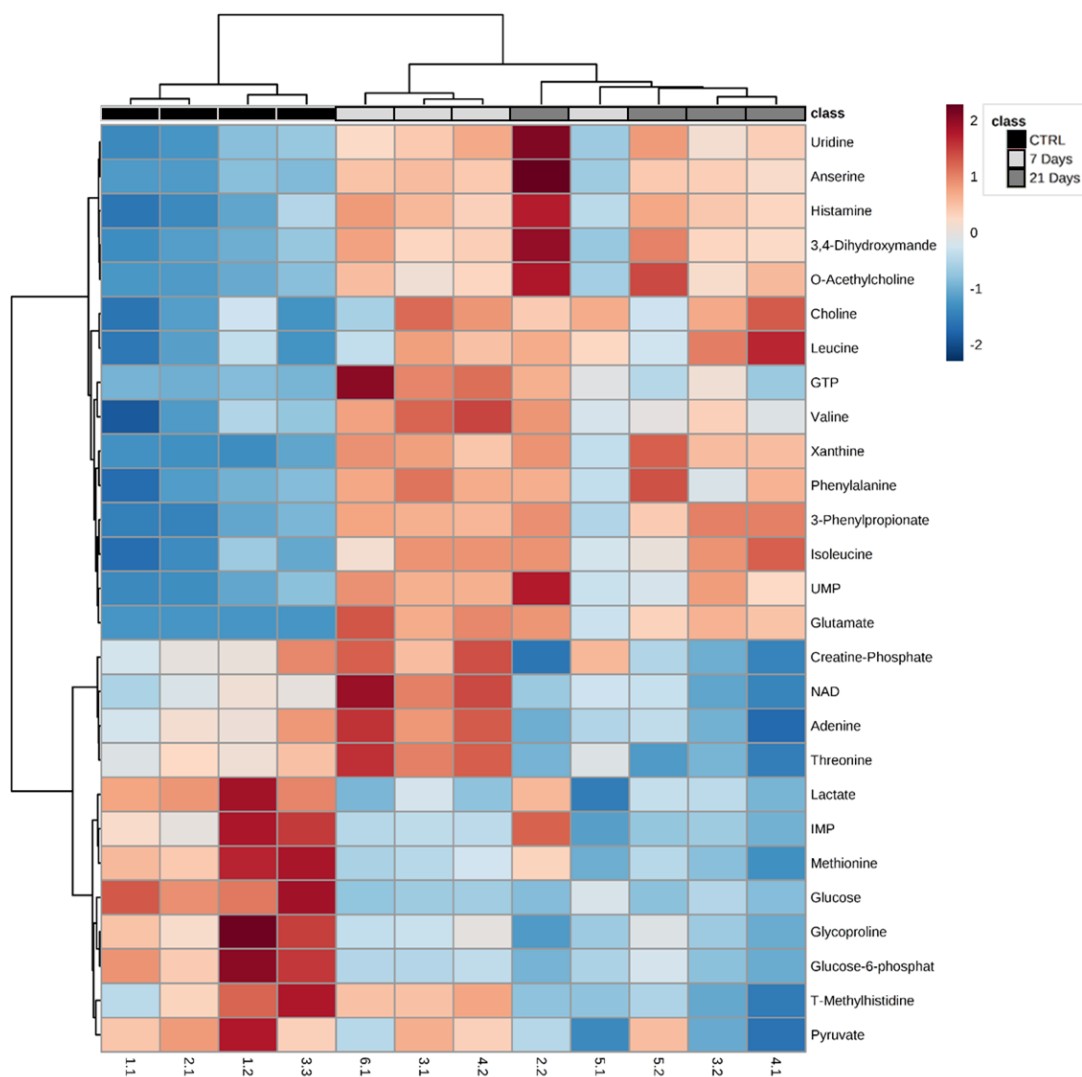 class
Uridine
Anserine
Histamine
3,4-Dihydroxymande
O-Acethylcholine
Choline
Leucine
GTP
Valine
Xanthine
Phenylalanine
3-Phenylpropionate
Isoleucine
UMP
Glutamate
Creatine-Phosphate
NAD
Adenine
Threonine
Lactate
IMP
Methionine
Glucose
Glycoproline
Glucose-6-phosphat
T-Methylhistidine
Pyruvate
1.1 2.1 1.2 3.3 6.1 3.1 4.2 2.2 5.1 5.2 3.2 4.1
2
1
0
-1
-2
class
CTRL
7 Days
21 Days